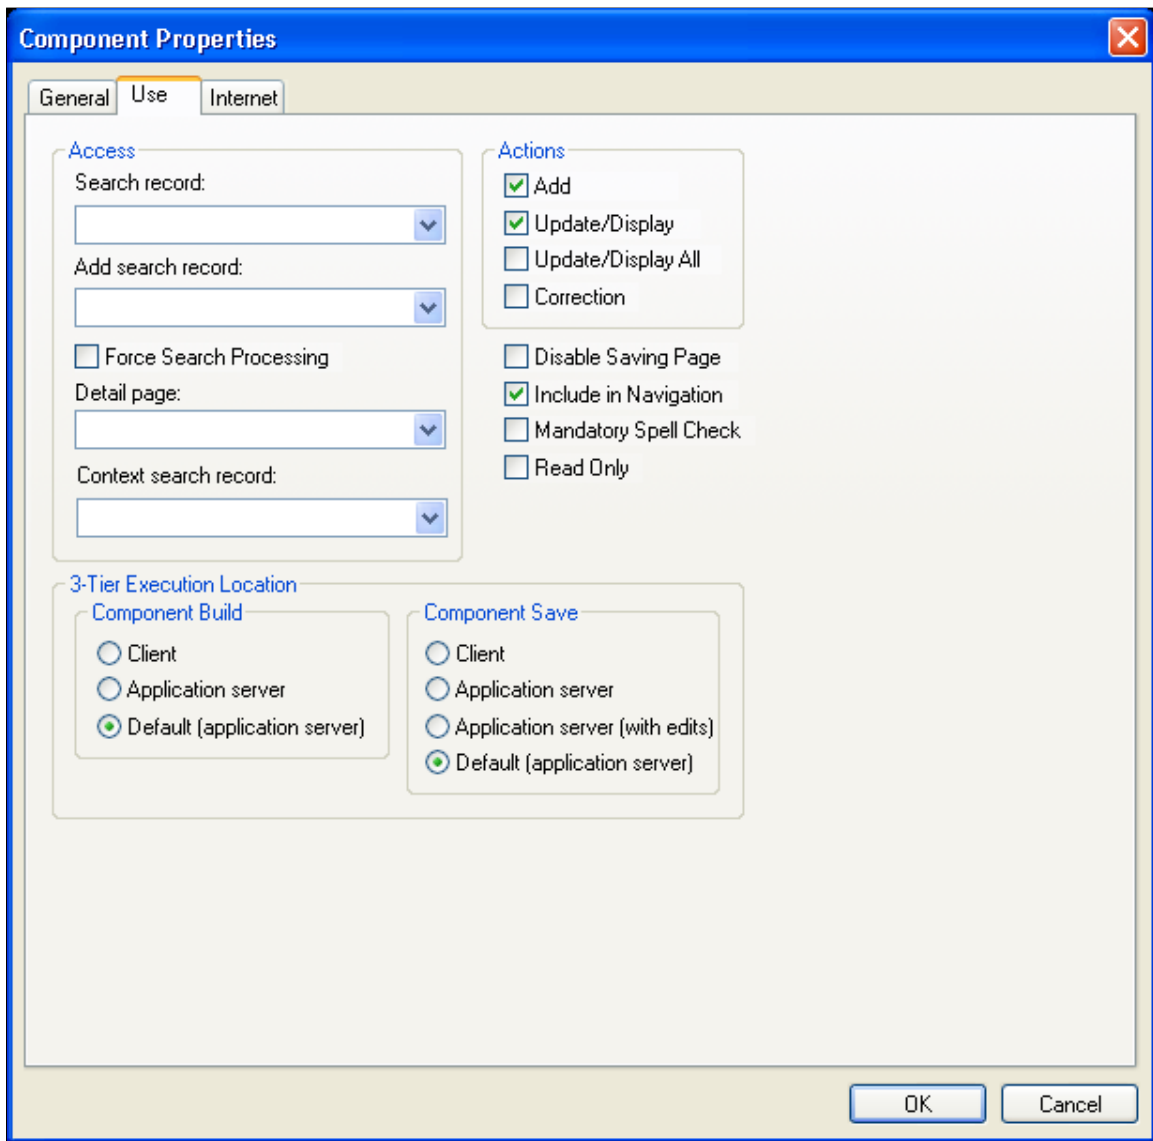 Component Properties
General
Use
Internet
Access
Search record:
Add search record:
Force Search Processing
Detail page:
Context search record:
Actions
Add
Update/Display
Update/Display All
Correction
Disable Saving Page
Include in Navigation
Mandatory Spell Check
Read Only
3-Tier Execution Location
Component Build
Client
Application server
Default (application server)
Component Save
Client
Application server
Application server (with edits)
Default (application server)
OK
Cancel